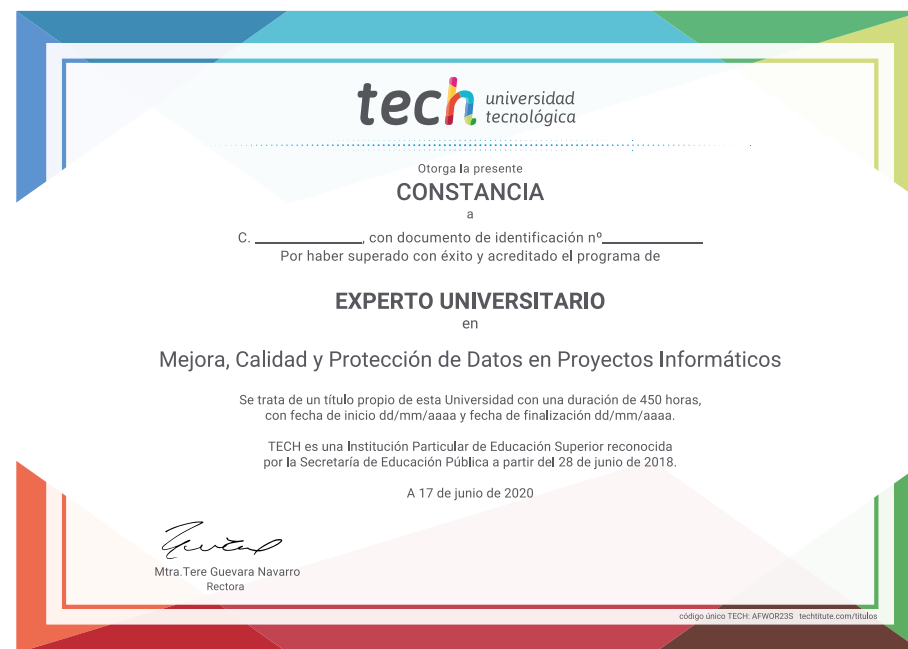 tech universidad
tecnológica
Otorga la presente
CONSTANCIA
a
C. ______________, con documento de identificación nº______________
Por haber superado con éxito y acreditado el programa de
EXPERTO UNIVERSITARIO
en
Mejora, Calidad y Protección de Datos en Proyectos Informáticos
Se trata de un título propio de esta Universidad con una duración de 450 horas,
con fecha de inicio dd/mm/aaaa y fecha de finalización dd/mm/aaaa.
TECH es una Institución Particular de Educación Superior reconocida
por la Secretaría de Educación Pública a partir del 28 de junio de 2018.
A 17 de junio de 2020
Mtra.Tere Guevara Navarro
Rectora
código único TECH: AFWOR23S techtitute.com/titulos